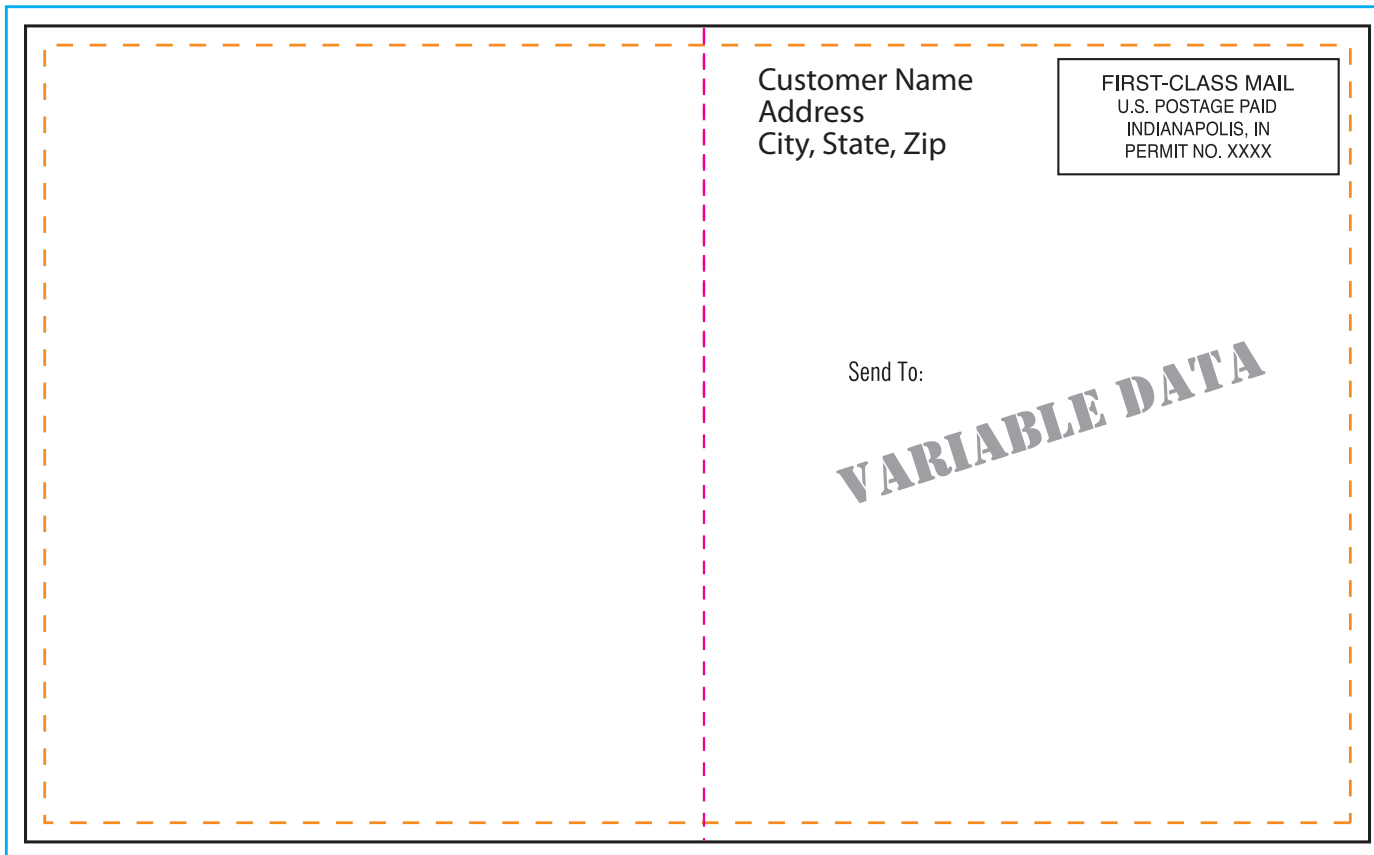 Customer Name
Address
City, State, Zip
FIRST-CLASS MAIL
U.S. POSTAGE PAID
INDIANAPOLIS, IN
PERMIT NO. XXXX
Send To:
VARIABLE DATA